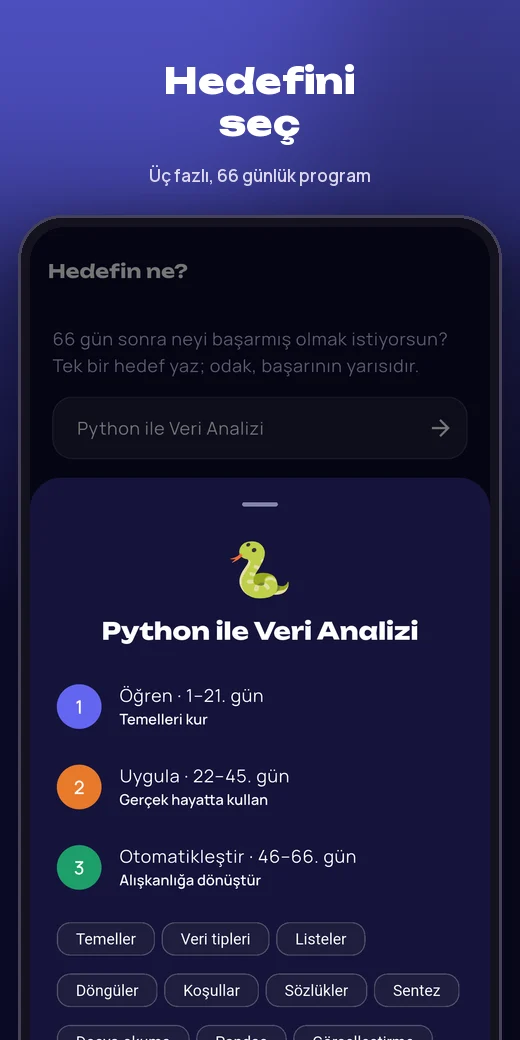 Hedefini
seç
Üç fazlı, 66 günlük program
Hedefin ne?
66 gün sonra neyi başarmış olmak istiyorsun?
Tek bir hedef yaz; odak, başarının yarısıdır.
Python ile Veri Analizi
Python ile Veri Analizi
1
Öğren · 1–21. gün
Temelleri kur
2
Uygula · 22–45. gün
Gerçek hayatta kullan
3
Otomatikleştir · 46–66. gün
Alışkanlığa dönüştür
Temeller Veri tipleri Listeler
Döngüler Koşullar Sözlükler Sentez